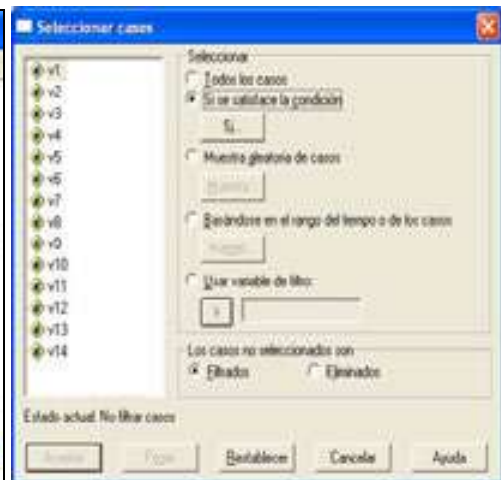 Seleccionar casos
v1
v2
v3
v4
v5
v6
v7
v8
v9
v10
v11
v12
v13
v14
Seleccionar
Todos los casos
Si se satisface la condición
Si...
Muestra aleatoria de casos
Muestra...
Basándose en el rango del tiempo o de los casos
Rango...
Usar variable de filtro:
Los casos no seleccionados son
Filtrados
Eliminados
Estado actual: No filtrar casos
Aceptar
Pegar
Restablecer
Cancelar
Ayuda